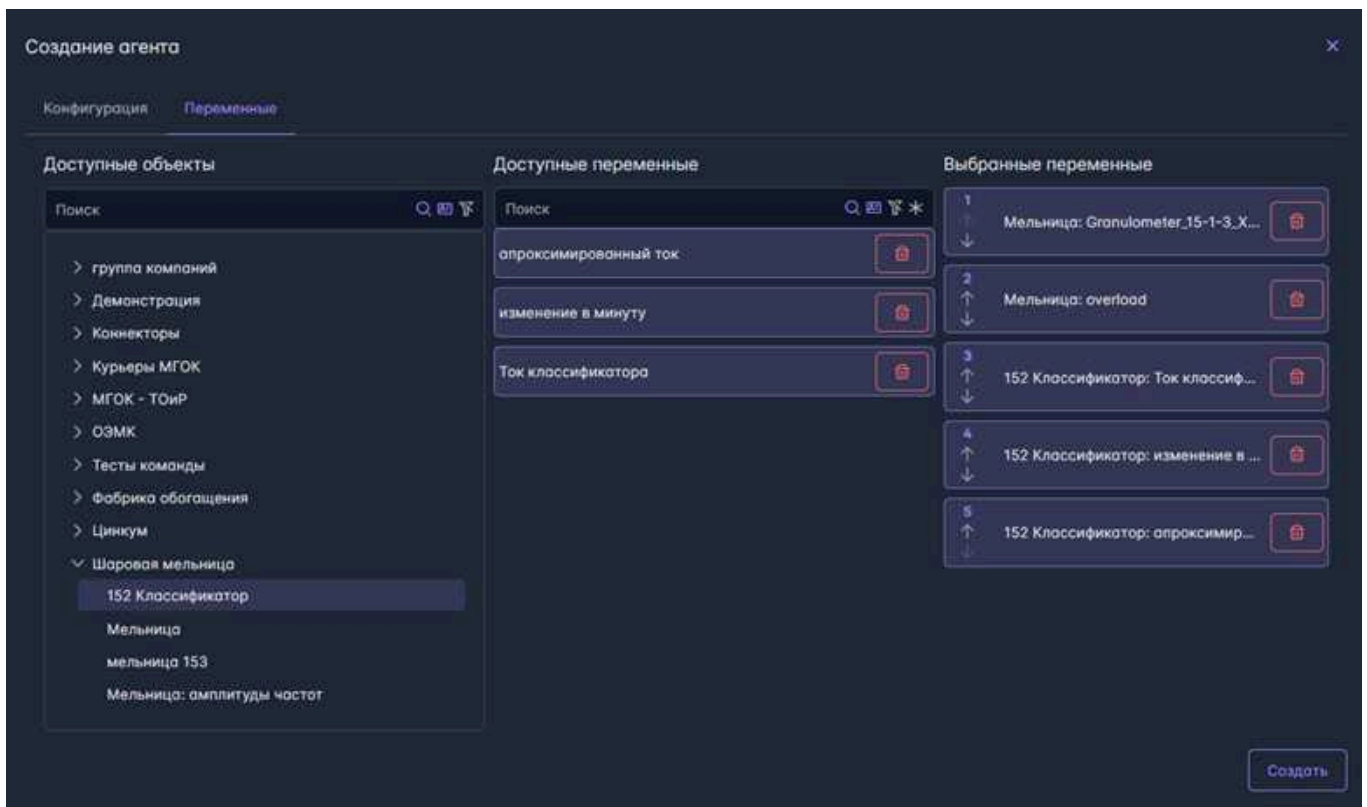 Создание агента
Конфигурация
Переменные
Доступные объекты
Поиск
группа компаний
Демонстрация
Коннекторы
Курьеры МГОК
МГОК - ТОиР
ОЭМК
Тесты команды
Фабрика обогащения
Цинкум
Шаровая мельница
152 Классификатор
Мельница
мельница 153
Мельница: амплитуды частот
Доступные переменные
Поиск
апроксимированный ток
изменение в минуту
Ток классификатора
Выбранные переменные
1
Мельница: Granulometer_15-1-3_X...
2
Мельница: overload
3
152 Классификатор: Ток классиф...
4
152 Классификатор: изменение в ...
5
152 Классификатор: апроксимир...
Создать